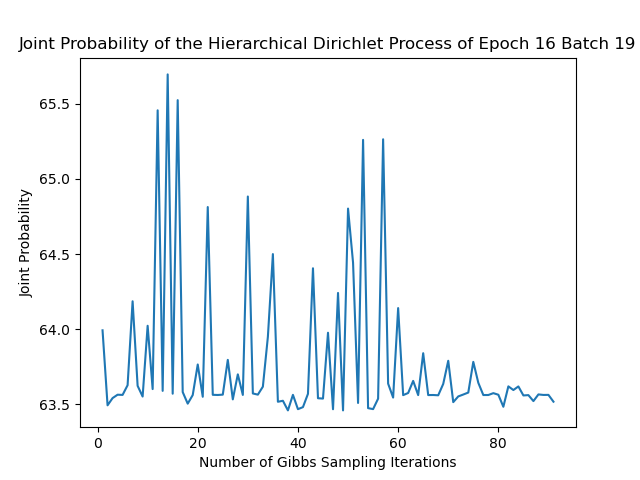 Joint Probability of the Hierarchical Dirichlet Process of Epoch 16 Batch 19
65.5
65.0
64.5
64.0
63.5
Joint Probability
0 20 40 60 80
Number of Gibbs Sampling Iterations